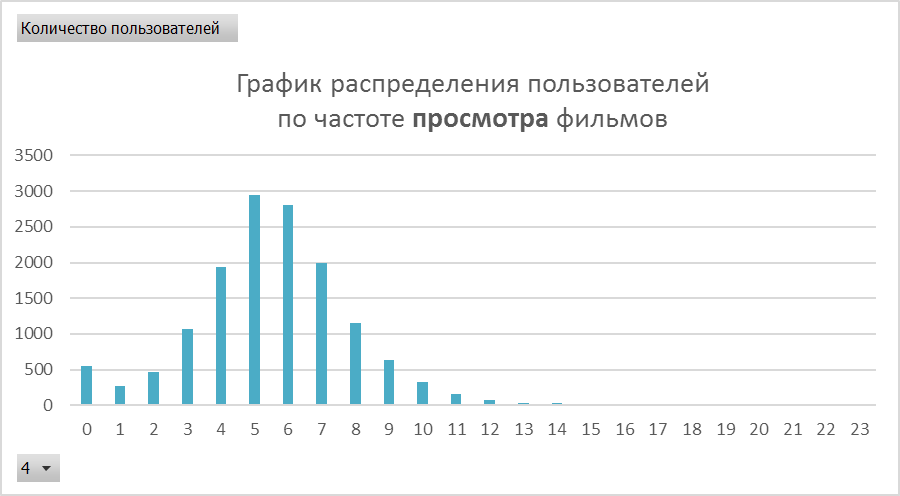 Количество пользователей
График распределения пользователей
по частоте просмотра фильмов
3500
3000
2500
2000
1500
1000
500
0
0 1 2 3 4 5 6 7 8 9 10 11 12 13 14 15 16 17 18 19 20 21 22 23
4